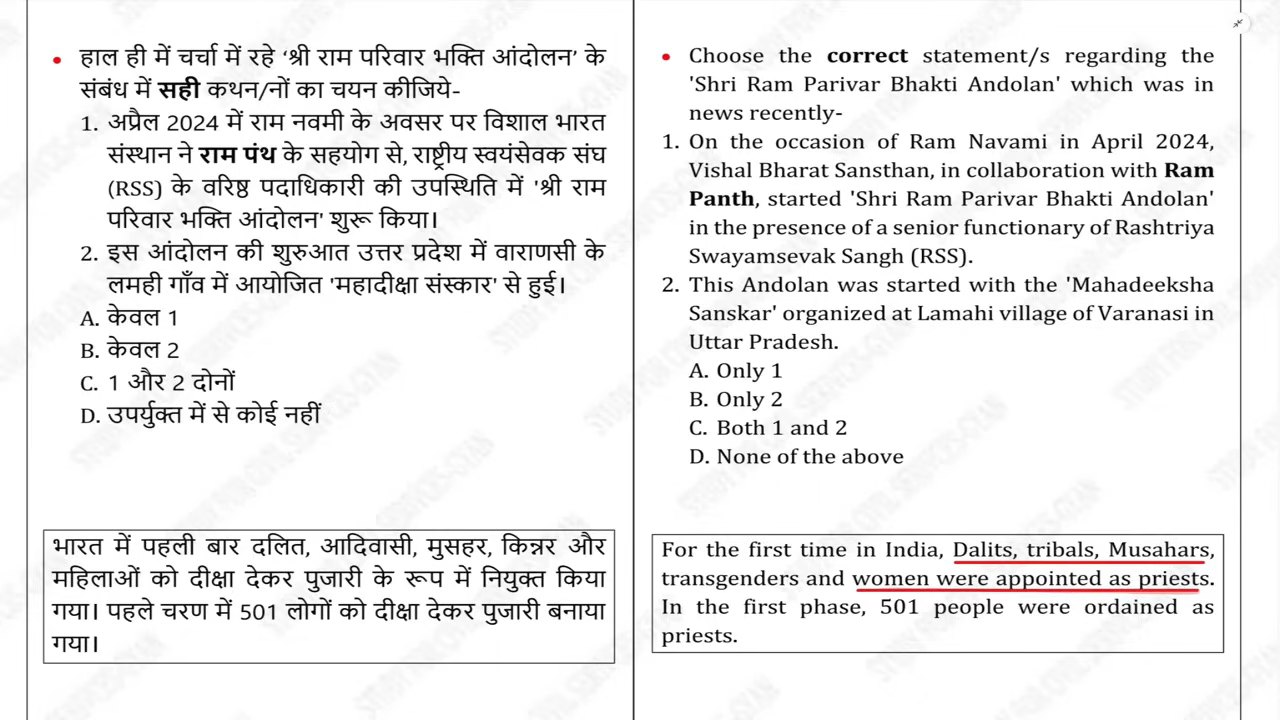 • हाल ही में चर्चा में रहे ‘श्री राम परिवार भक्ति आंदोलन’ के
संबंध में सही कथन/नों का चयन कीजिये-
1. अप्रैल 2024 में राम नवमी के अवसर पर विशाल भारत
संस्थान ने राम पंथ के सहयोग से, राष्ट्रीय स्वयंसेवक संघ
(RSS) के वरिष्ठ पदाधिकारी की उपस्थिति में 'श्री राम
परिवार भक्ति आंदोलन' शुरू किया।
2. इस आंदोलन की शुरुआत उत्तर प्रदेश में वाराणसी के
लमही गाँव में आयोजित 'महादीक्षा संस्कार' से हुई।
A. केवल 1
B. केवल 2
C. 1 और 2 दोनों
D. उपर्युक्त में से कोई नहीं
भारत में पहली बार दलित, आदिवासी, मुसहर, किन्नर और
महिलाओं को दीक्षा देकर पुजारी के रूप में नियुक्त किया
गया। पहले चरण में 501 लोगों को दीक्षा देकर पुजारी बनाया
गया।
• Choose the correct statement/s regarding the
'Shri Ram Parivar Bhakti Andolan' which was in
news recently-
1. On the occasion of Ram Navami in April 2024,
Vishal Bharat Sansthan, in collaboration with Ram
Panth, started 'Shri Ram Parivar Bhakti Andolan'
in the presence of a senior functionary of Rashtriya
Swayamsevak Sangh (RSS).
2. This Andolan was started with the 'Mahadeeksha
Sanskar' organized at Lamahi village of Varanasi in
Uttar Pradesh.
A. Only 1
B. Only 2
C. Both 1 and 2
D. None of the above
For the first time in India, Dalits, tribals, Musahars,
transgenders and women were appointed as priests.
In the first phase, 501 people were ordained as
priests.